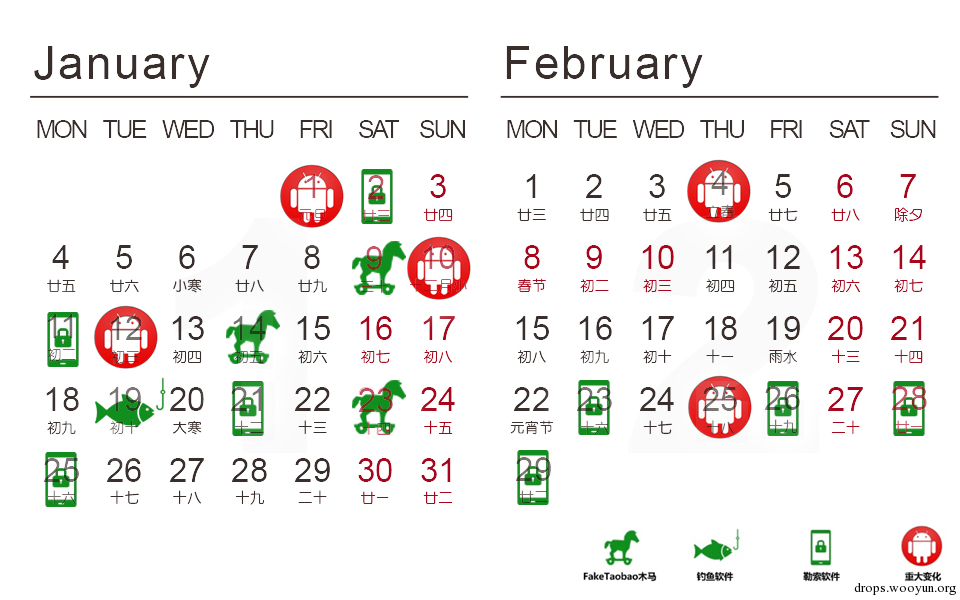 January
MON TUE WED THU FRI SAT SUN
1 2 3
廿三 廿四
4 5 6 7 8 9 10
廿五 廿六 小寒 廿八 廿九 三十
11 12 13 14 15 16 17
初二 初三 初四 初五 初六 初七 初八
18 19 20 21 22 23 24
初九 初十 大寒 十二 十三 十四 十五
25 26 27 28 29 30 31
十六 十七 十八 十九 二十 廿一 廿二
February
MON TUE WED THU FRI SAT SUN
1 2 3 4 5 6 7
廿三 廿四 廿五 立春 廿七 廿八 除夕
8 9 10 11 12 13 14
春节 初二 初三 初四 初五 初六 初七
15 16 17 18 19 20 21
初八 初九 初十 十一 雨水 十三 十四
22 23 24 25 26 27 28
元宵节 十六 十七 十八 十九 二十 廿一
29
廿二
FakeTaobao木马 钓鱼软件 勒索软件 重大变化
drops.wooyun.org